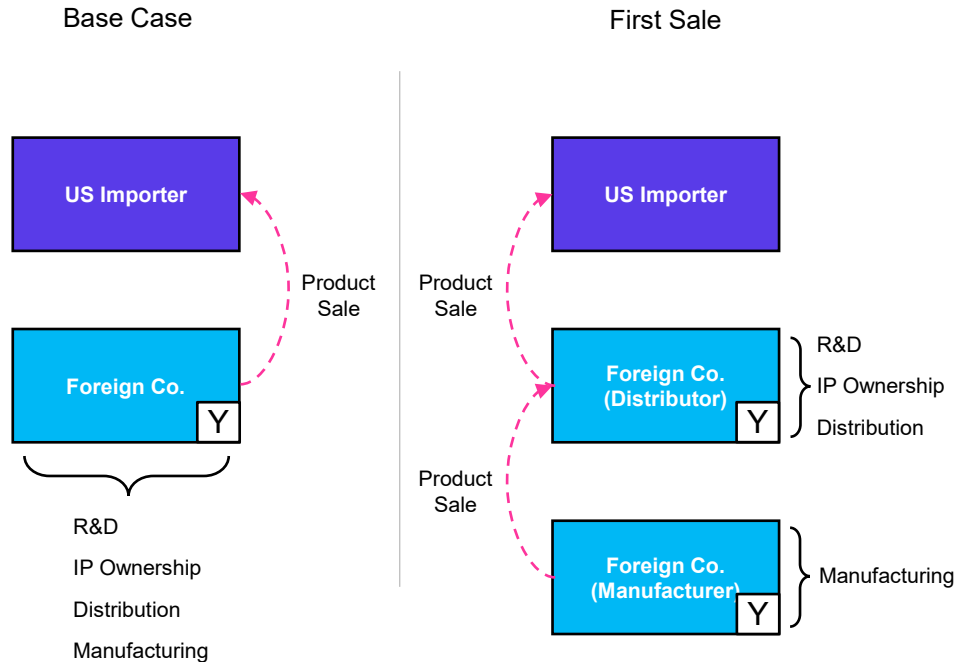 Base Case
US Importer
Product
Sale
Foreign Co.
Y
R&D
IP Ownership
Distribution
Manufacturing
First Sale
US Importer
Product
Sale
Foreign Co.
(Distributor)
Y
R&D
IP Ownership
Distribution
Product
Sale
Foreign Co.
(Manufacturer)
Y
Manufacturing